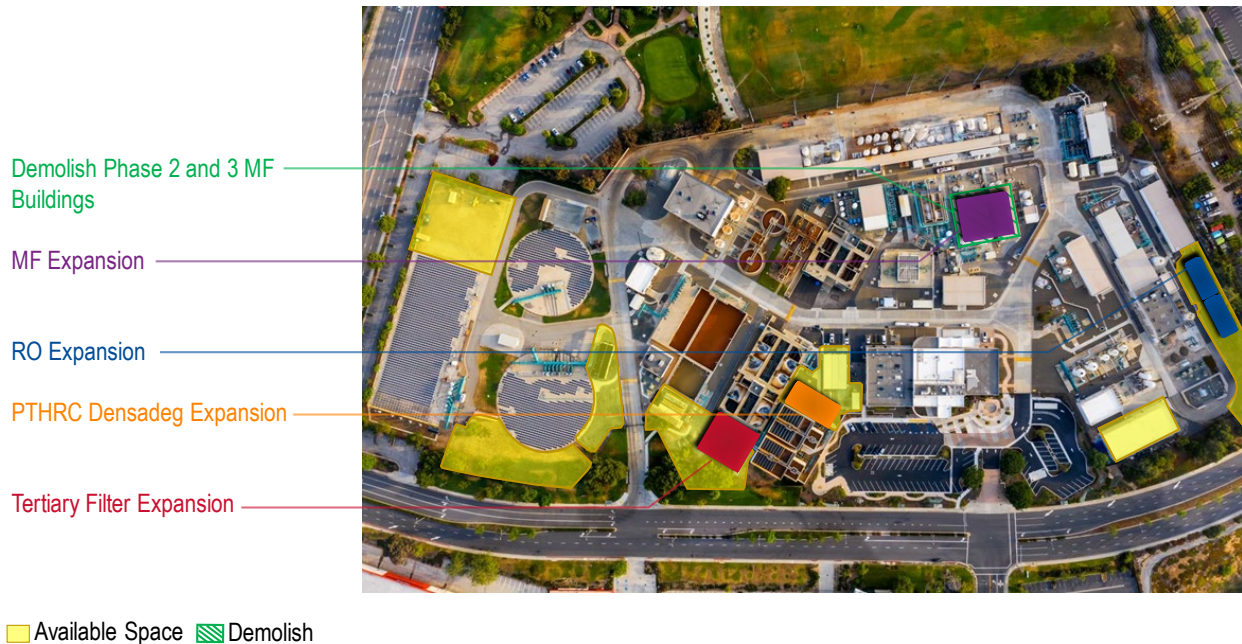 Demolish Phase 2 and 3 MF
Buildings
MF Expansion
RO Expansion
PTHRC Densadeg Expansion
Tertiary Filter Expansion
Available Space
Demolish